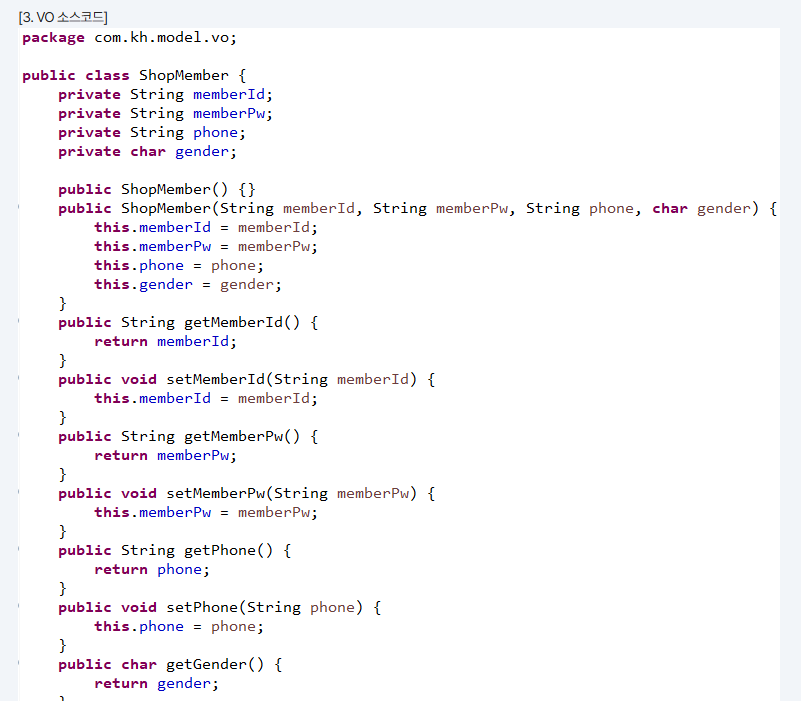 [3. VO 소스코드]
package com.kh.model.vo;
public class ShopMember {
private String memberId;
private String memberPw;
private String phone;
private char gender;
public ShopMember() {}
public ShopMember(String memberId, String memberPw, String phone, char gender) {
this.memberId = memberId;
this.memberPw = memberPw;
this.phone = phone;
this.gender = gender;
}
public String getMemberId() {
return memberId;
}
public void setMemberId(String memberId) {
this.memberId = memberId;
}
public String getMemberPw() {
return memberPw;
}
public void setMemberPw(String memberPw) {
this.memberPw = memberPw;
}
public String getPhone() {
return phone;
}
public void setPhone(String phone) {
this.phone = phone;
}
public char getGender() {
return gender;
}